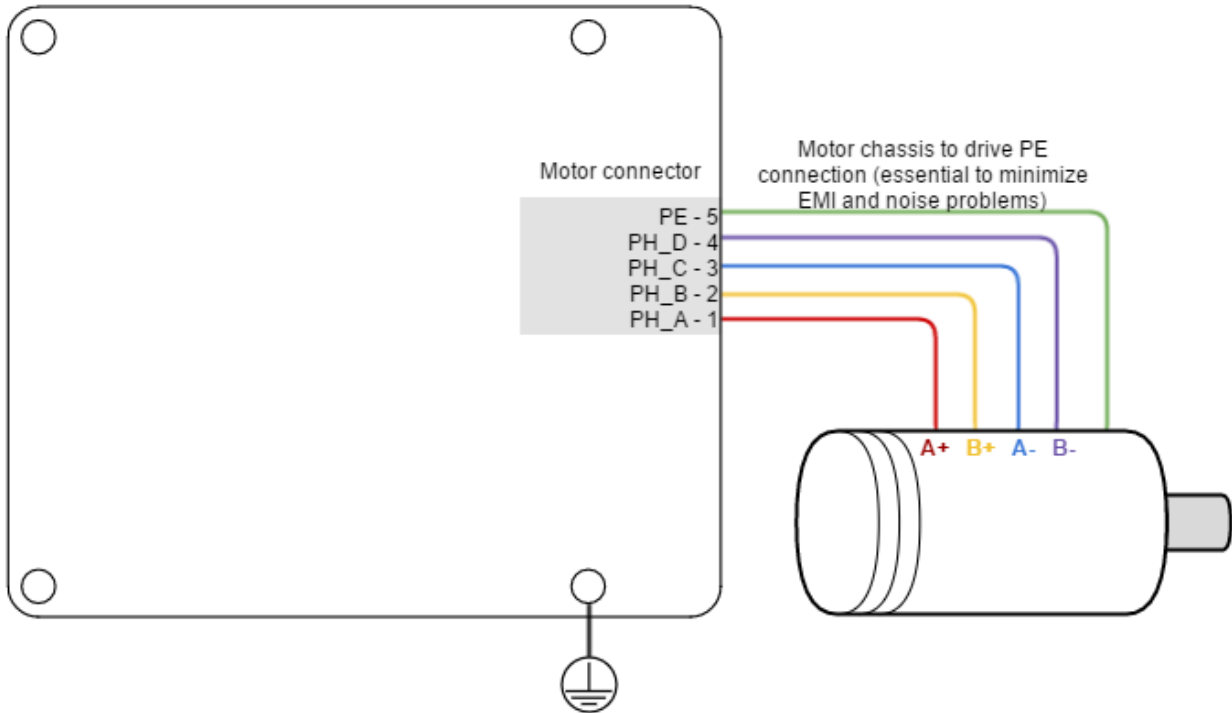 Motor chassis to drive PE
connection (essential to minimize
EMI and noise problems)
Motor connector
PE - 5
PH_D - 4
PH_C - 3
PH_B - 2
PH_A - 1
A+ B+ A- B-